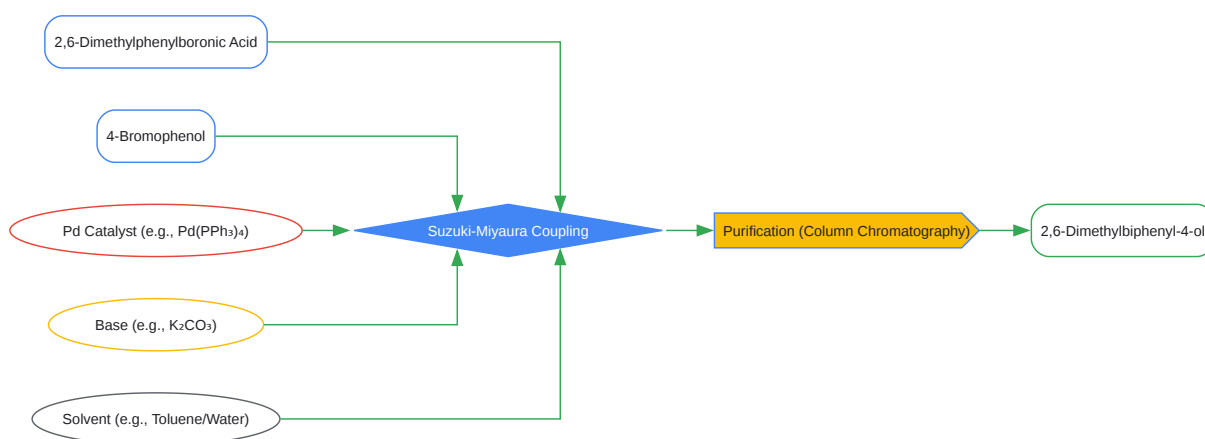 2,6-Dimethylphenylboronic Acid
4-Bromophenol
Pd Catalyst (e.g., Pd(PPh₃)₄)
Suzuki-Miyaura Coupling
Purification (Column Chromatography)
2,6-Dimethylbiphenyl-4-ol
Base (e.g., K₂CO₃)
Solvent (e.g., Toluene/Water)